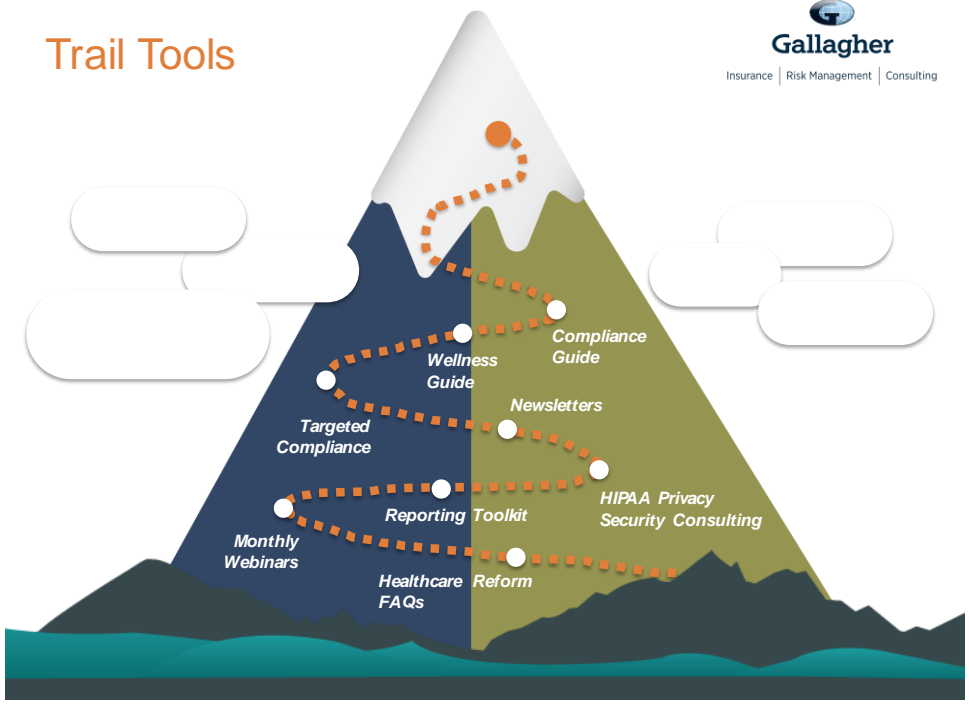 Trail Tools
Gallagher
Insurance | Risk Management | Consulting
Compliance
Guide
Wellness
Guide
Newsletters
Targeted
Compliance
HIPAA Privacy
Security Consulting
Reporting Toolkit
Monthly
Webinars
Healthcare Reform
FAQs